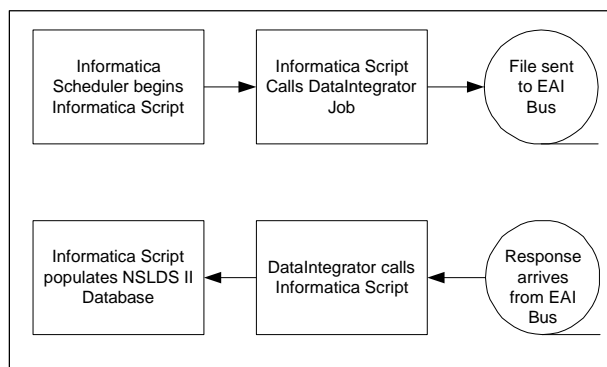 Informatica
Scheduler begins
Informatica Script
Informatica Script
Calls DataIntegrator
Job
File sent
to EAI
Bus
Informatica Script
populates NSLDS II
Database
DataIntegrator calls
Informatica Script
Response
arrives
from EAI
Bus